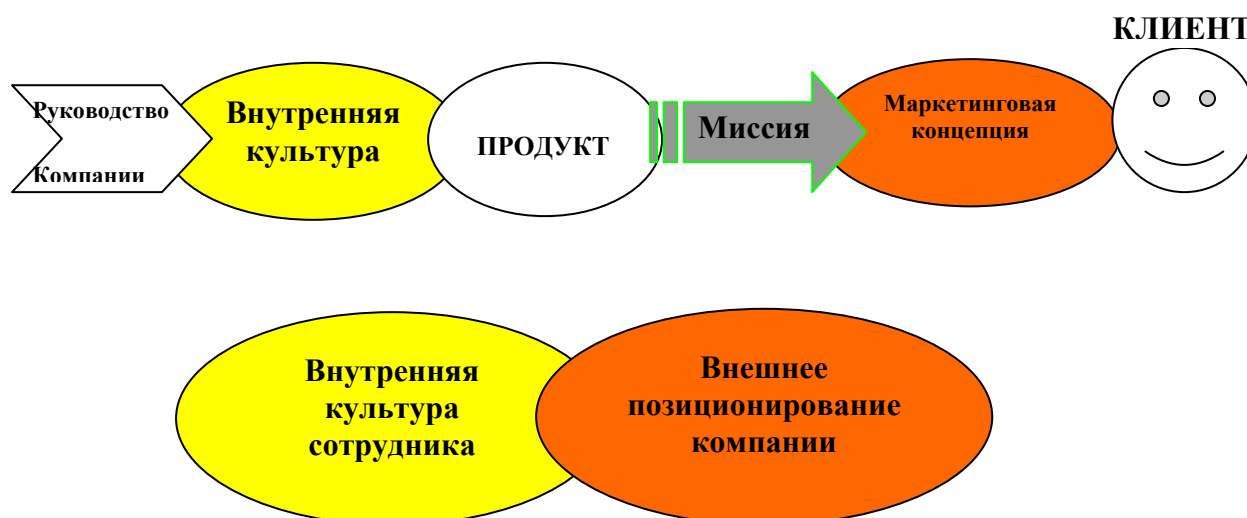 КЛИЕНТ
Руководство
Компании
Внутренняя
культура
ПРОДУКТ
Миссия
Маркетинговая
концепция
Внутренняя
культура
сотрудника
Внешнее
позиционирование
компании